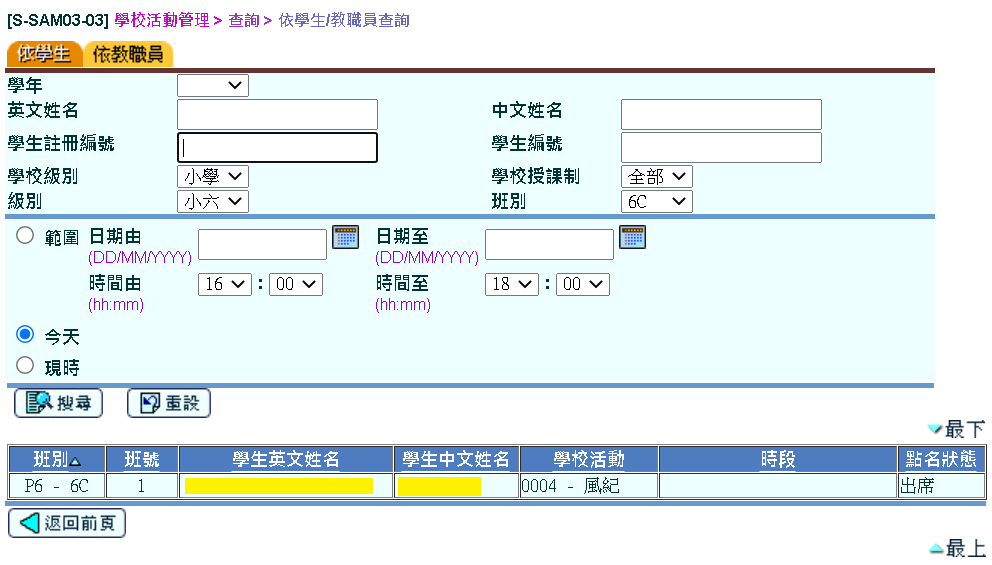 [S-SAM03-03] 學校活動管理 > 查詢 > 依學生/教職員查詢
依學生 依教職員
學年
英文姓名 中文姓名
學生註冊編號 學生編號
學校級別 小學 學校授課制 全部
級別 小六 班別 6C
範圍 日期由 日期至
(DD/MM/YYYY) (DD/MM/YYYY)
時間由 16 : 00 時間至 18 : 00
(hh:mm) (hh:mm)
今天
現時
搜尋 重設
最下
班別 班號 學生英文姓名 學生中文姓名 學校活動 時段 點名狀態
P6 - 6C 1 0004 - 風紀 出席
返回前頁
最上